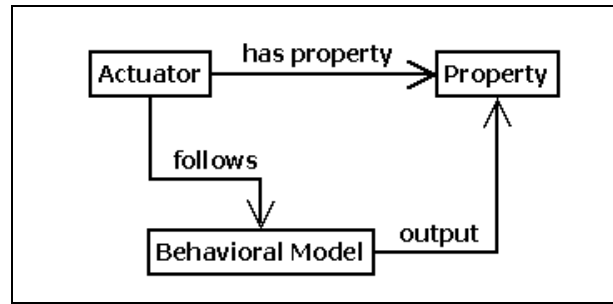 has property
Actuator
Property
follows
Behavioral Model
output